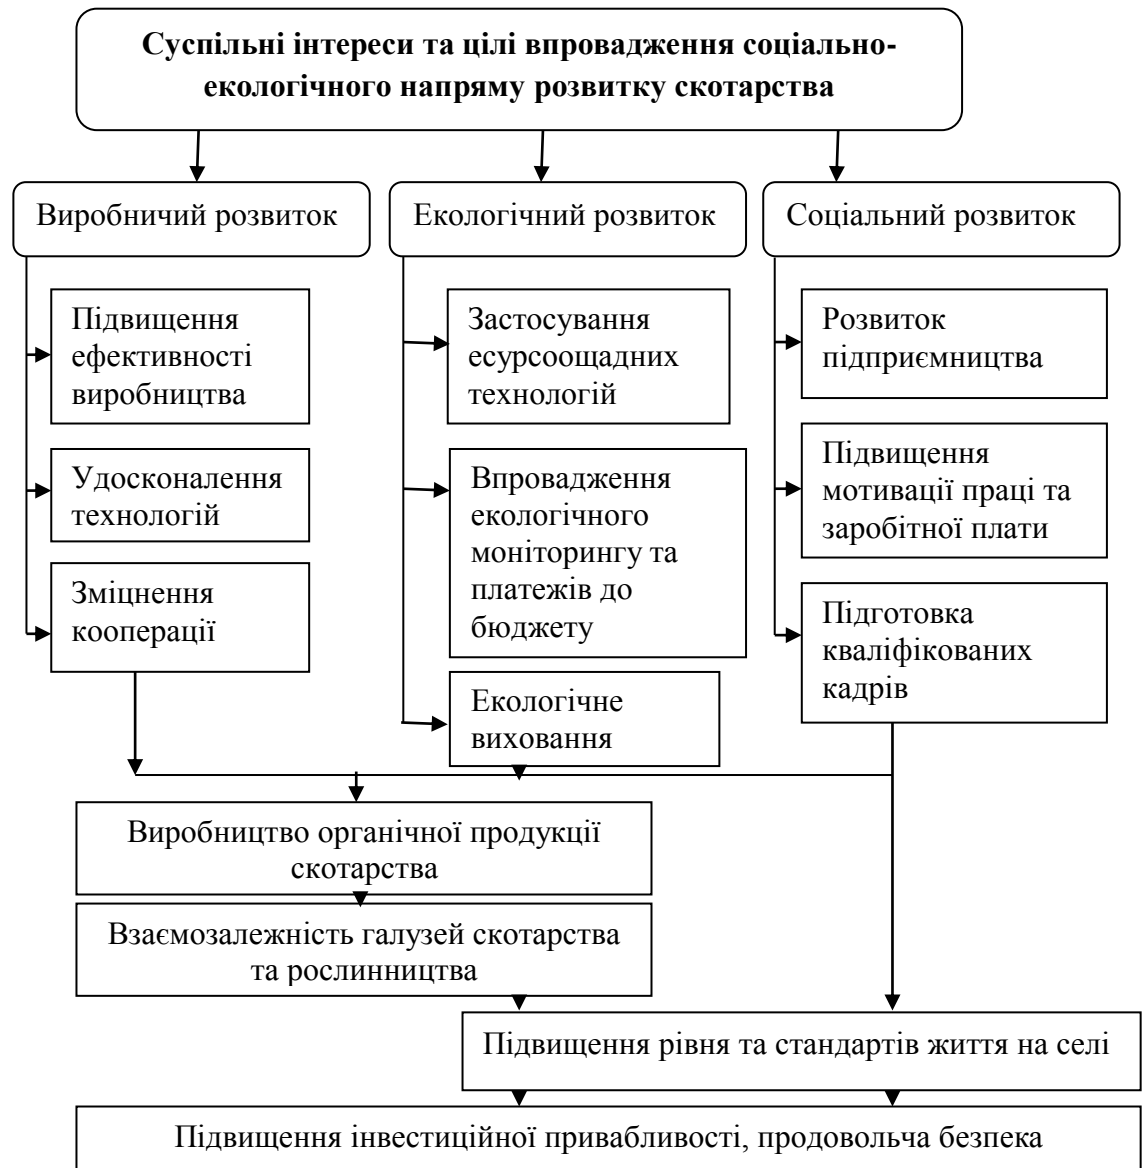 Суспільні інтереси та цілі впровадження соціально-
екологічного напряму розвитку скотарства
Виробничий розвиток
Екологічний розвиток
Соціальний розвиток
Підвищення
ефективності
виробництва
Удосконалення
технологій
Зміцнення
кооперації
Застосування
есурсоощадних
технологій
Впровадження
екологічного
моніторингу та
платежів до
бюджету
Екологічне
виховання
Розвиток
підприємництва
Підвищення
мотивації праці та
заробітної плати
Підготовка
кваліфікованих
кадрів
Виробництво органічної продукції
скотарства
Взаємозалежність галузей скотарства
та рослинництва
Підвищення рівня та стандартів життя на селі
Підвищення інвестиційної привабливості, продовольча безпека